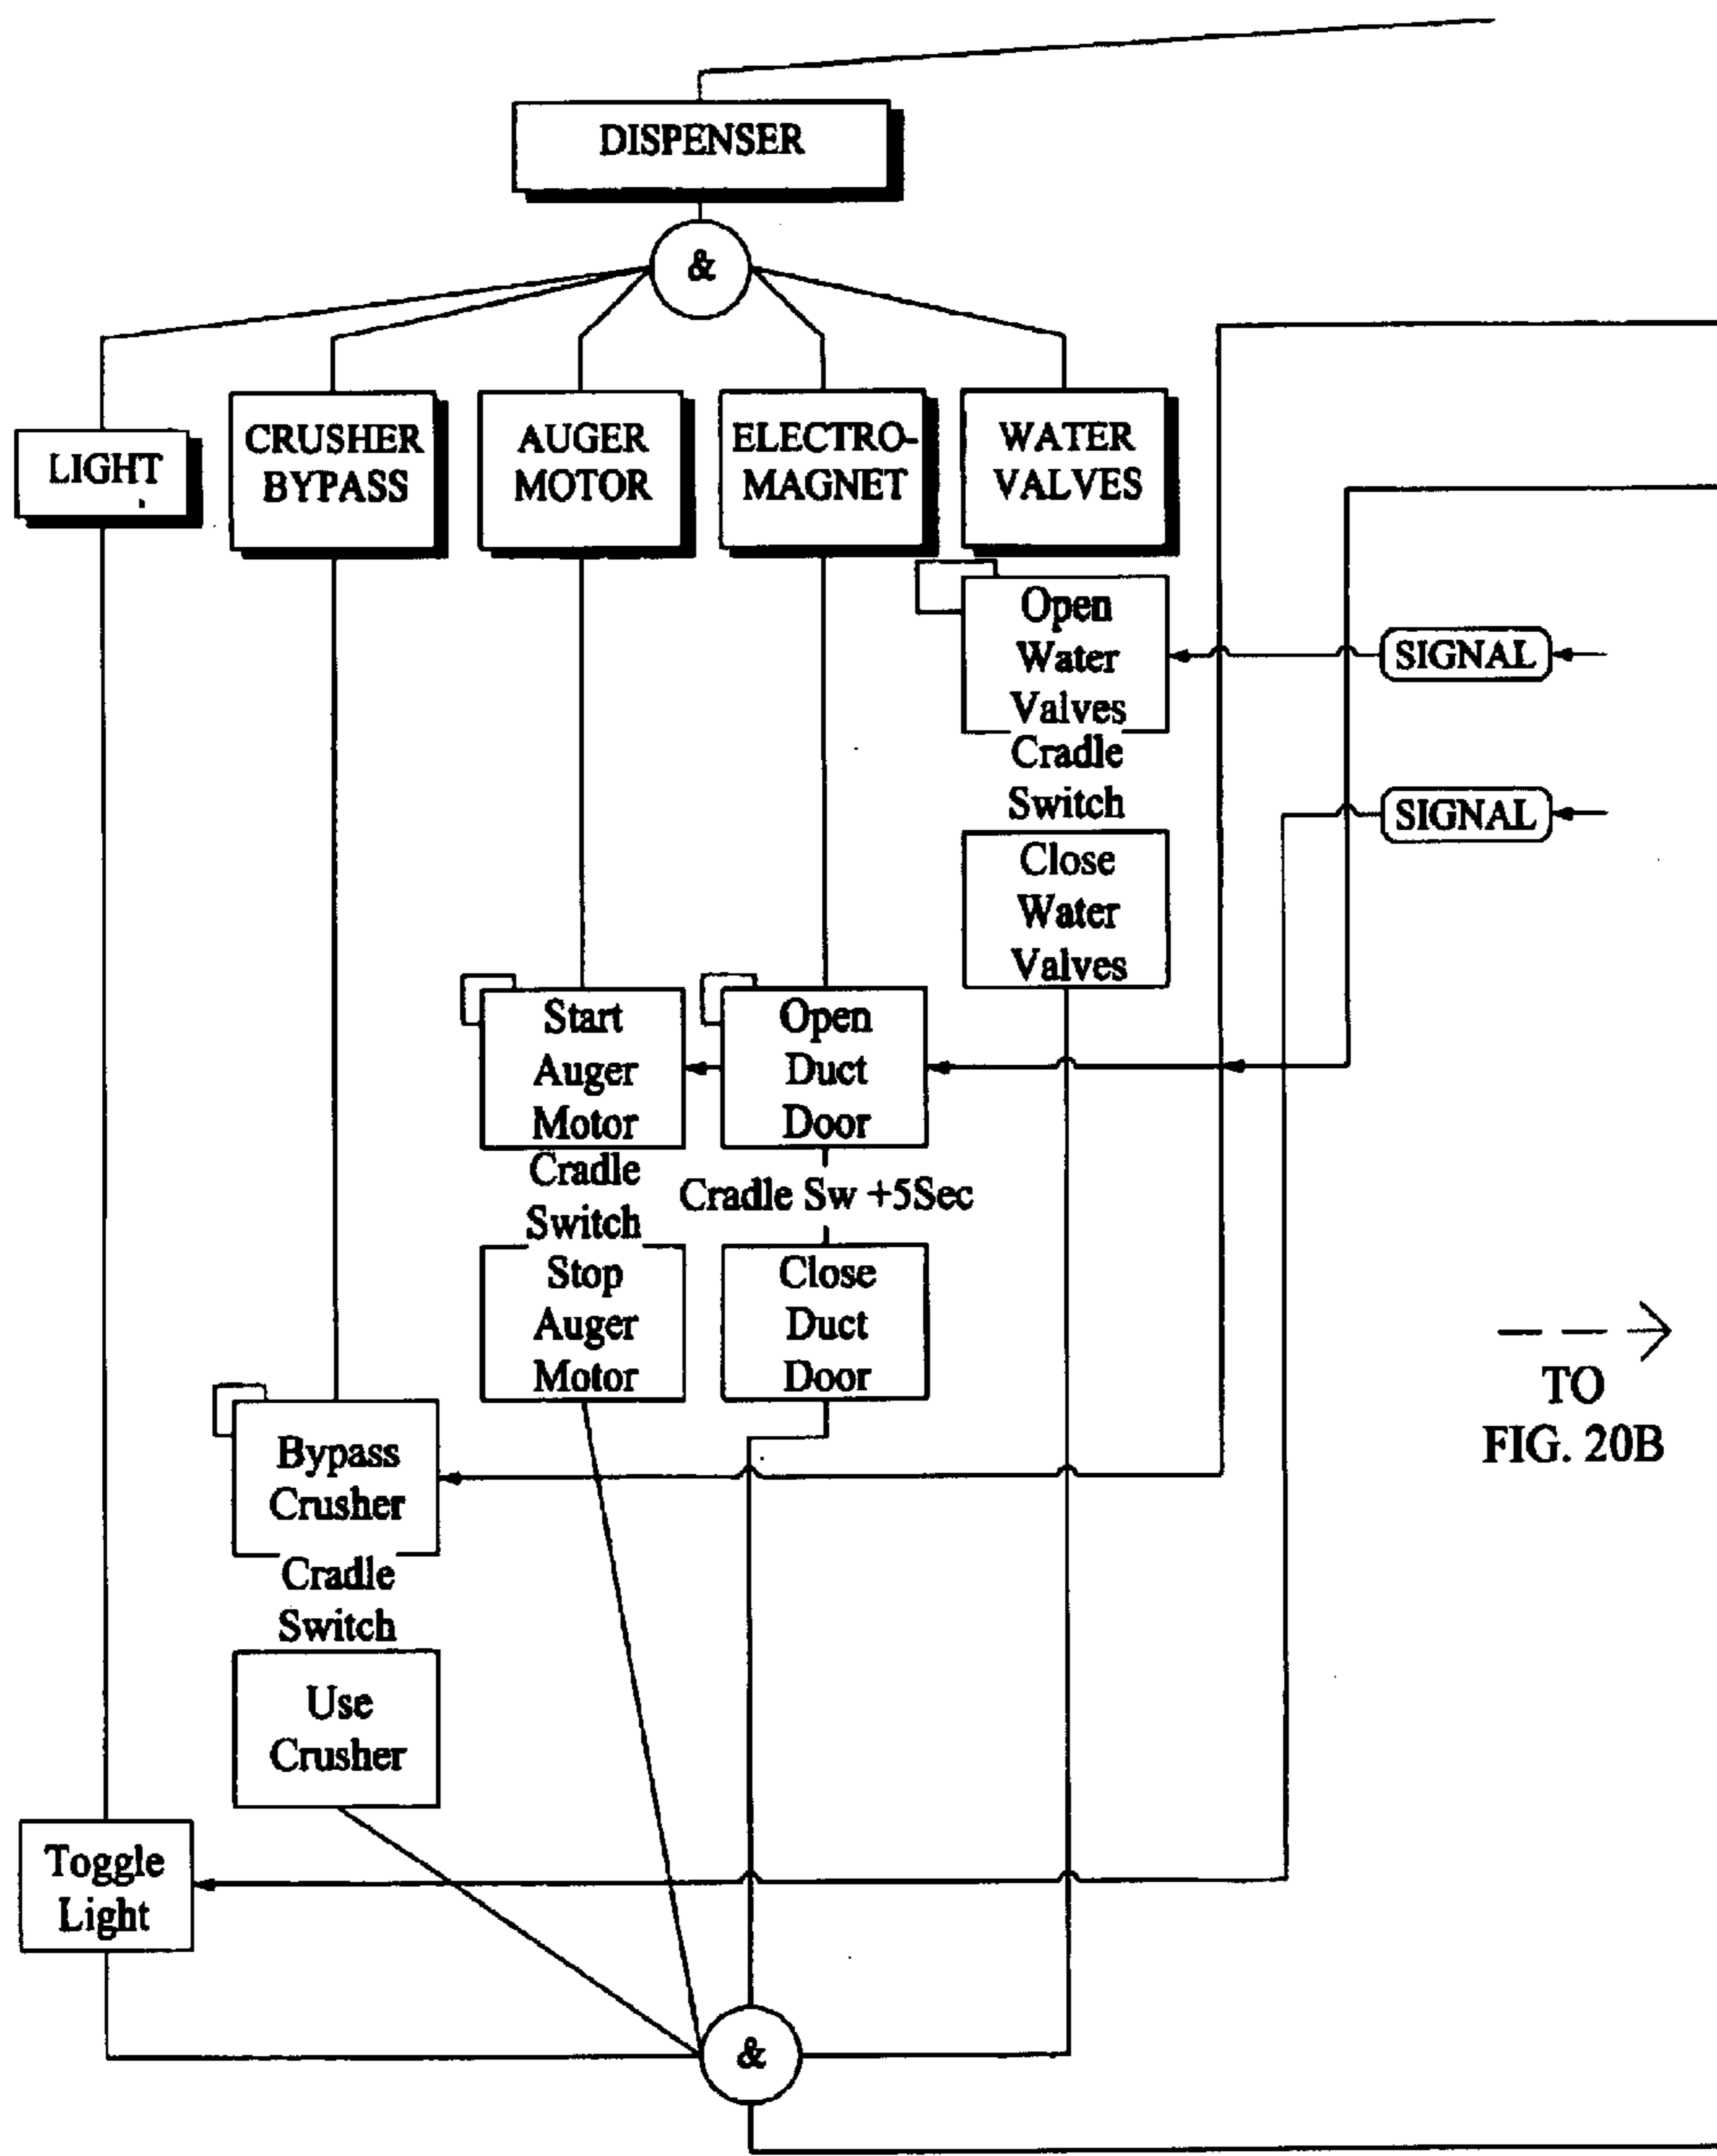 DISPENSER
&
LIGHT
CRUSHER
BYPASS
AUGER
MOTOR
ELECTRO-
MAGNET
WATER
VALVES
Open
Water
Valves
Cradle
Switch
Close
Water
Valves
SIGNAL
SIGNAL
Start
Auger
Motor
Cradle
Switch
Stop
Auger
Motor
Open
Duct
Door
Cradle Sw +5Sec
Close
Duct
Door
Bypass
Crusher
Cradle
Switch
Use
Crusher
Toggle
Light
&
TO
FIG. 20B